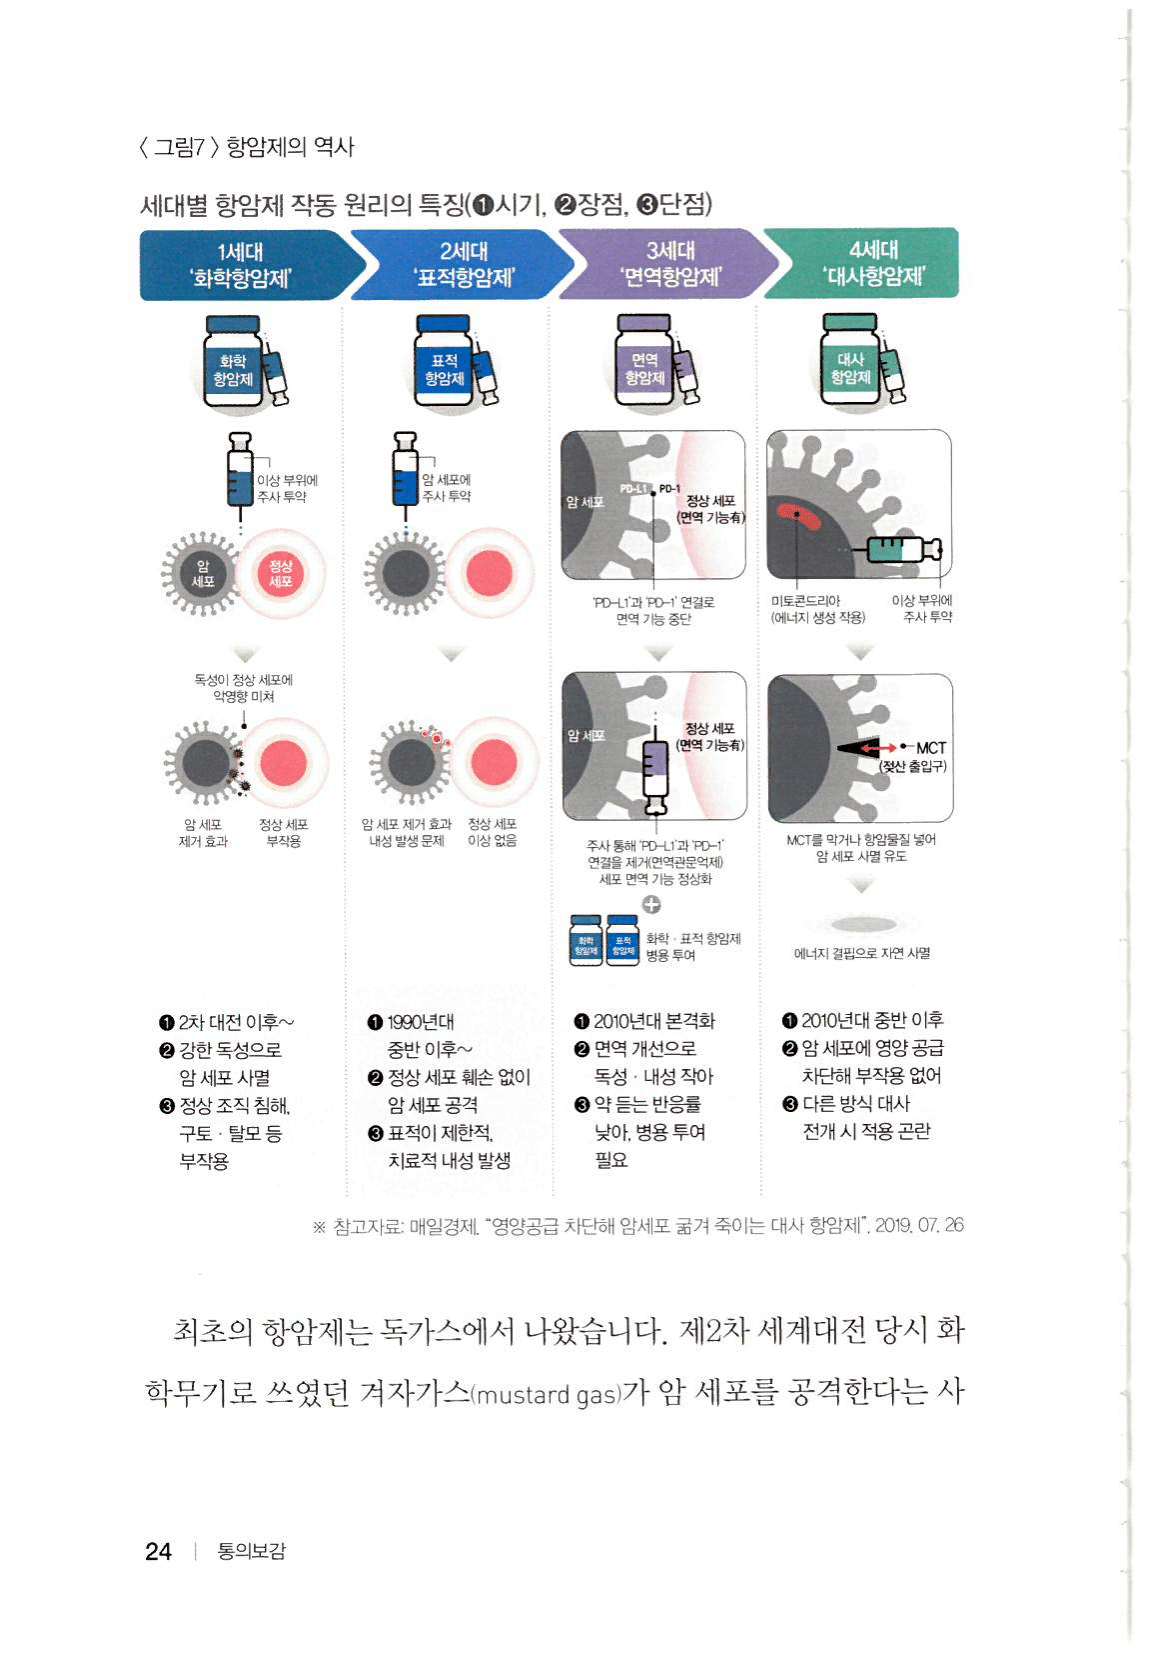 〈 그림7 〉 항암제의 역사
세대별 항암제 작동 원리의 특징(❶시기, ❷장점, ❸단점)
1세대
‘화학항암제’
2세대
‘표적항암제’
3세대
‘면역항암제’
4세대
‘대사항암제’
화학
항암제
표적
항암제
면역
항암제
대사
항암제
이상 부위에
주사 투약
암
세포
정상
세포
독성이 정상 세포에
악영향 미쳐
암 세포
제거 효과
정상 세포
부작용
암 세포에
주사 투약
암 세포 제거 효과
내성 발생 문제
정상 세포
이상 없음
암 세포
PD-L1
PD-1
정상 세포
(면역 기능有)
‘PD-L1’과 ‘PD-1’ 연결로
면역 기능 중단
암 세포
정상 세포
(면역 기능有)
주사 통해 ‘PD-L1’과 ‘PD-1’
연결을 제거(면역관문억제)
세포 면역 기능 정상화
화학
항암제
표적
항암제
화학 · 표적 항암제
병용 투여
미토콘드리아
(에너지 생성 작용)
이상 부위에
주사 투약
MCT
(젖산 출입구)
MCT를 막거나 항암물질 넣어
암 세포 사멸 유도
에너지 결핍으로 자연 사멸
❶ 2차 대전 이후~
❷ 강한 독성으로
암 세포 사멸
❸ 정상 조직 침해,
구토 · 탈모 등
부작용
❶ 1990년대
중반 이후~
❷ 정상 세포 훼손 없이
암 세포 공격
❸ 표적이 제한적,
치료적 내성 발생
❶ 2010년대 본격화
❷ 면역 개선으로
독성 · 내성 작아
❸ 약 듣는 반응률
낮아, 병용 투여
필요
❶ 2010년대 중반 이후
❷ 암 세포에 영양 공급
차단해 부작용 없어
❸ 다른 방식 대사
전개 시 적용 곤란
※ 참고자료: 매일경제, “영양공급 차단해 암세포 굶겨 죽이는 대사 항암제”, 2019. 07. 26
최초의 항암제는 독가스에서 나왔습니다. 제2차 세계대전 당시 화
학무기로 쓰였던 겨자가스(mustard gas)가 암 세포를 공격한다는 사
24 | 통의보감